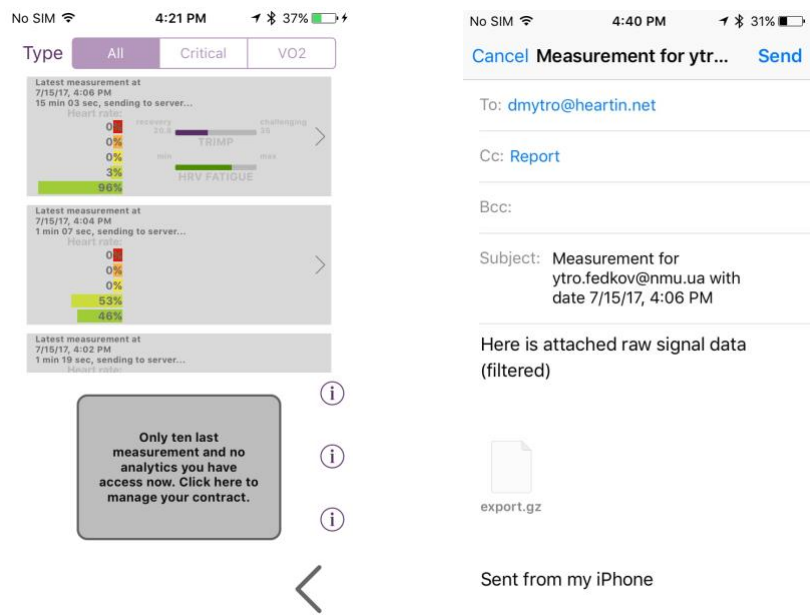 No SIM 4:21 PM 37%
Type All Critical VO2
Latest measurement at
7/15/17, 4:06 PM
15 min 03 sec, sending to server...
Heart rate:
0%
0%
0%
3%
96%
recovery challenging
20.8 35
TRIMP
min max
HRV FATIGUE
Latest measurement at
7/15/17, 4:04 PM
1 min 07 sec, sending to server...
Heart rate:
0%
0%
0%
53%
46%
Latest measurement at
7/15/17, 4:02 PM
1 min 19 sec, sending to server...
Heart rate:
Only ten last
measurement and no
analytics you have
access now. Click here to
manage your contract.
i
i
i
No SIM 4:40 PM 31%
Cancel Measurement for ytr... Send
To: dmytro@heartin.net
Cc: Report
Bcc:
Subject: Measurement for
ytro.fedkov@nmu.ua with
date 7/15/17, 4:06 PM
Here is attached raw signal data
(filtered)
export.gz
Sent from my iPhone